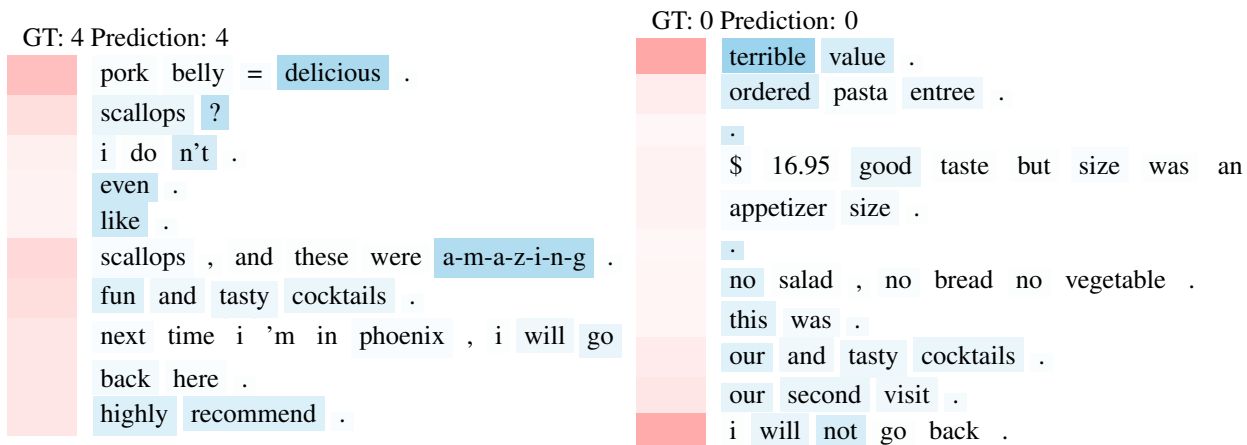 GT: 4 Prediction: 4
pork belly = delicious .
scallops ?
i do n't .
even .
like .
scallops , and these were a-m-a-z-i-n-g .
fun and tasty cocktails .
next time i 'm in phoenix , i will go
back here .
highly recommend .
GT: 0 Prediction: 0
terrible value .
ordered pasta entree .
.
$ 16.95 good taste but size was an
appetizer size .
.
no salad , no bread no vegetable .
this was .
our and tasty cocktails .
our second visit .
i will not go back .